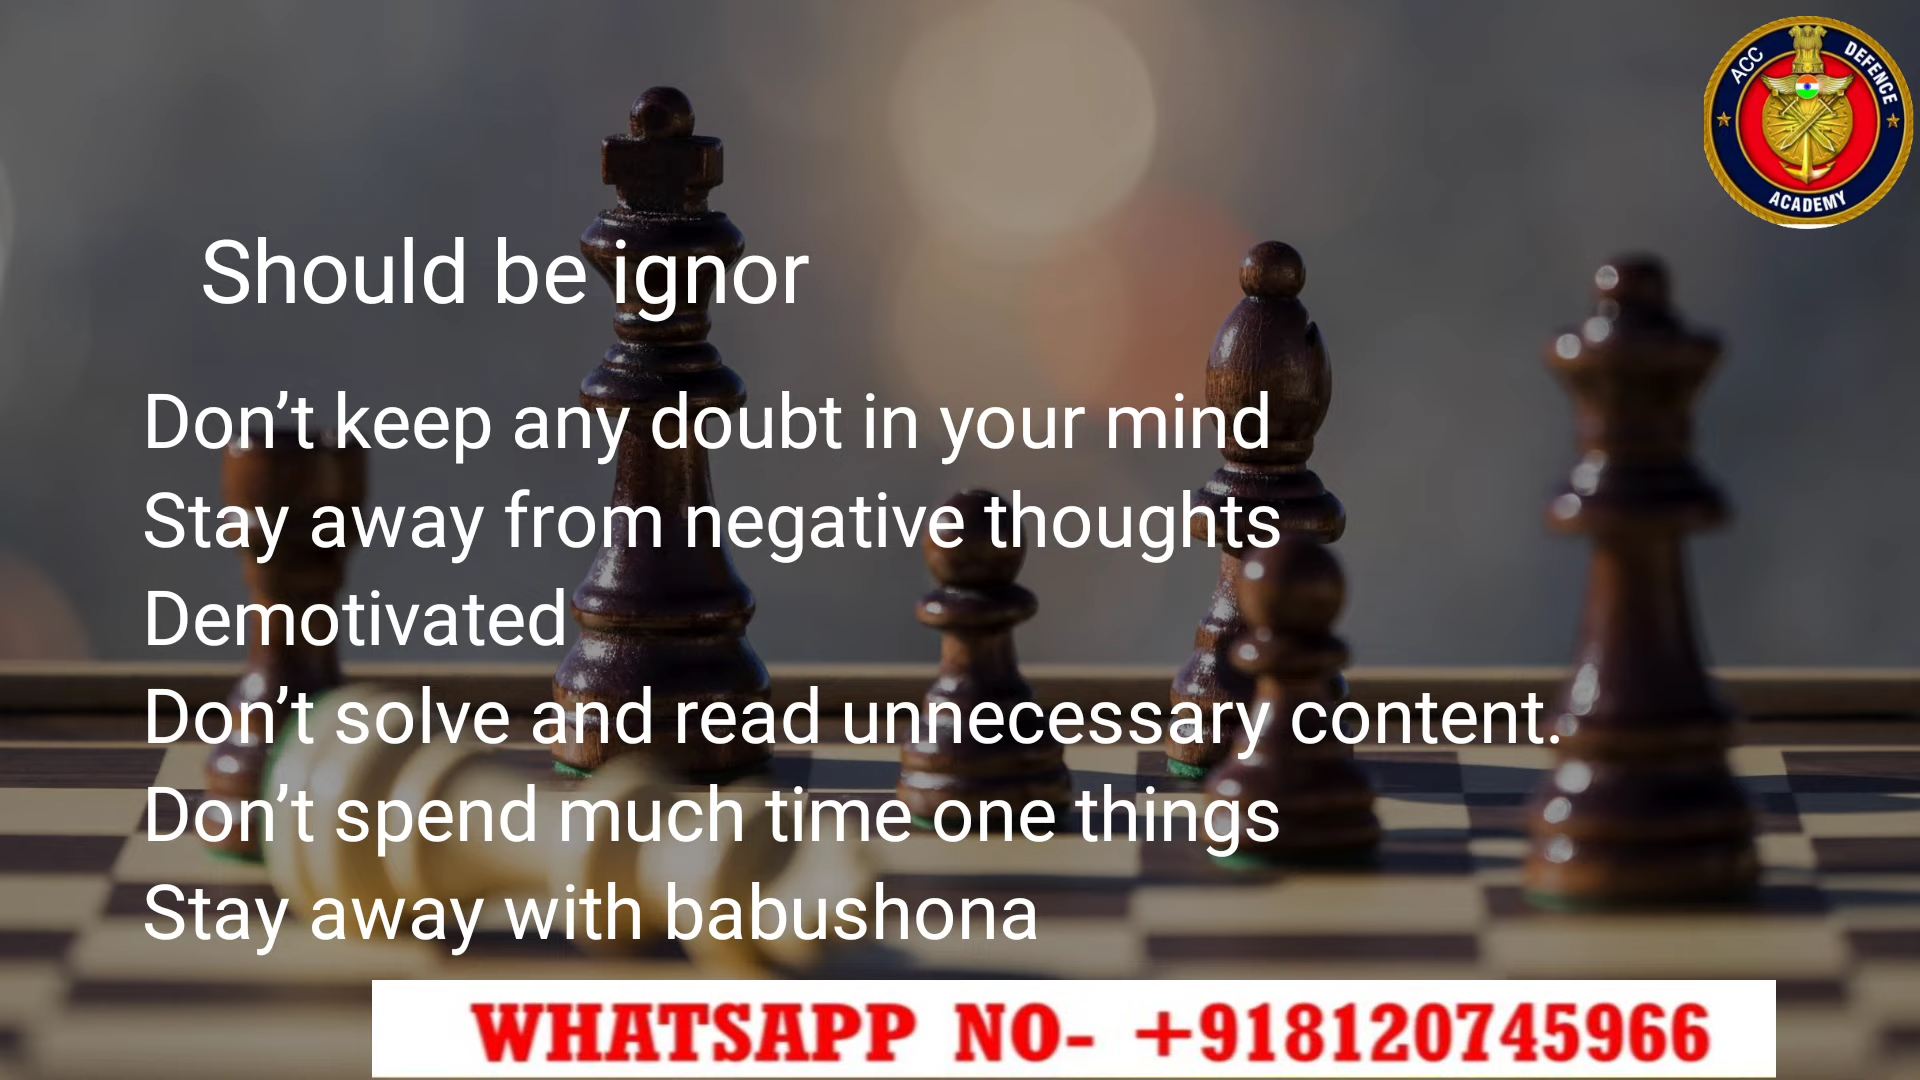 ACC DEFENCE
ACADEMY
Should be ignor
Don’t keep any doubt in your mind
Stay away from negative thoughts
Demotivated
Don’t solve and read unnecessary content.
Don’t spend much time one things
Stay away with babushona
WHATSAPP NO- +918120745966